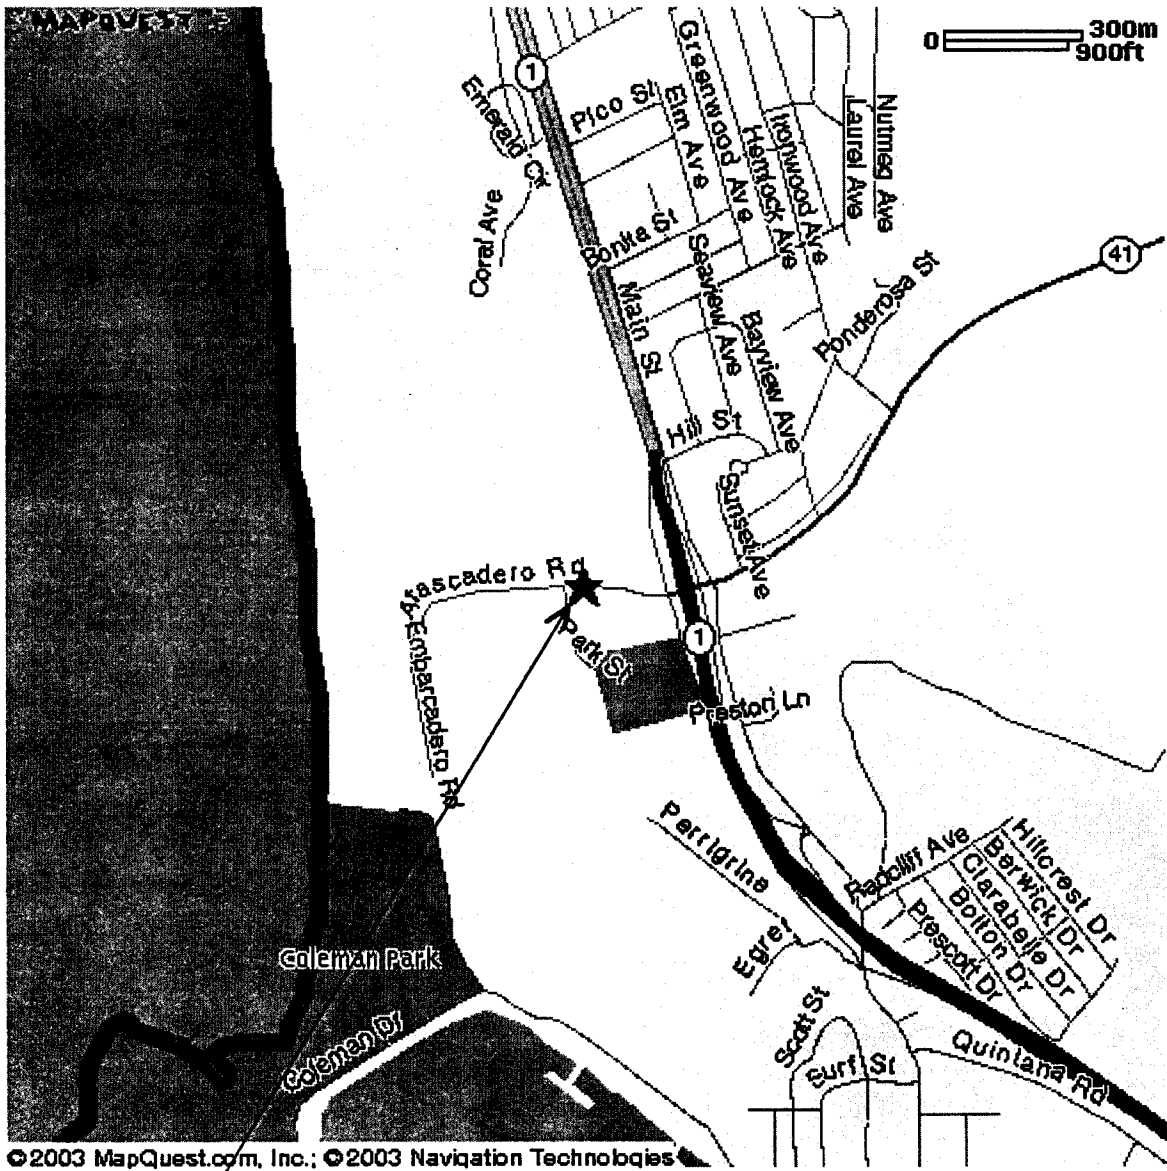 MAPQUEST
300m
0
900ft
1
Emerald Cir
Pico St
Elm Ave
Greenwood Ave
Hemlock Ave
Ironwood Ave
Laurel Ave
Nutmeg Ave
Coral Ave
Bonita St
Main St
Seaview Ave
Bayview Ave
Ponderosa St
41
Hill St
Sunset Ave
Atascadero Rd
Embarcadero Rd
Park St
1
Preston Ln
Perrigrine
Egret
Radcliff Ave
Hillcrest Dr
Berwick Dr
Clarabelle Dr
Bolton Dr
Prescott Dr
Coleman Park
Coleman Dr
Scott St
Surf St
Quintana Rd
©2003 MapQuest.com, Inc.; ©2003 Navigation Technologies